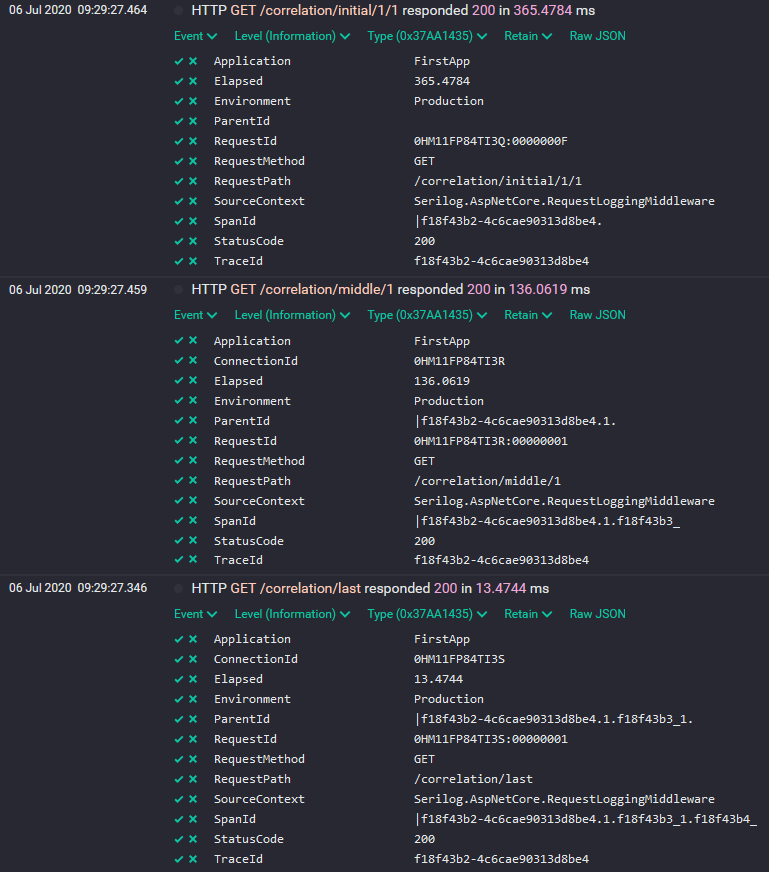 06 Jul 2020 09:29:27.464 HTTP GET /correlation/initial/1/1 responded 200 in 365.4784 ms
Event Level (Information) Type (0x37AA1435) Retain Raw JSON
Application FirstApp
Elapsed 365.4784
Environment Production
ParentId
RequestId 0HM11FP84TI3Q:0000000F
RequestMethod GET
RequestPath /correlation/initial/1/1
SourceContext Serilog.AspNetCore.RequestLoggingMiddleware
SpanId |f18f43b2-4c6cae90313d8be4.
StatusCode 200
TraceId f18f43b2-4c6cae90313d8be4
06 Jul 2020 09:29:27.459 HTTP GET /correlation/middle/1 responded 200 in 136.0619 ms
Event Level (Information) Type (0x37AA1435) Retain Raw JSON
Application FirstApp
ConnectionId 0HM11FP84TI3R
Elapsed 136.0619
Environment Production
ParentId |f18f43b2-4c6cae90313d8be4.1.
RequestId 0HM11FP84TI3R:00000001
RequestMethod GET
RequestPath /correlation/middle/1
SourceContext Serilog.AspNetCore.RequestLoggingMiddleware
SpanId |f18f43b2-4c6cae90313d8be4.1.f18f43b3_
StatusCode 200
TraceId f18f43b2-4c6cae90313d8be4
06 Jul 2020 09:29:27.346 HTTP GET /correlation/last responded 200 in 13.4744 ms
Event Level (Information) Type (0x37AA1435) Retain Raw JSON
Application FirstApp
ConnectionId 0HM11FP84TI3S
Elapsed 13.4744
Environment Production
ParentId |f18f43b2-4c6cae90313d8be4.1.f18f43b3_1.
RequestId 0HM11FP84TI3S:00000001
RequestMethod GET
RequestPath /correlation/last
SourceContext Serilog.AspNetCore.RequestLoggingMiddleware
SpanId |f18f43b2-4c6cae90313d8be4.1.f18f43b3_1.f18f43b4_
StatusCode 200
TraceId f18f43b2-4c6cae90313d8be4